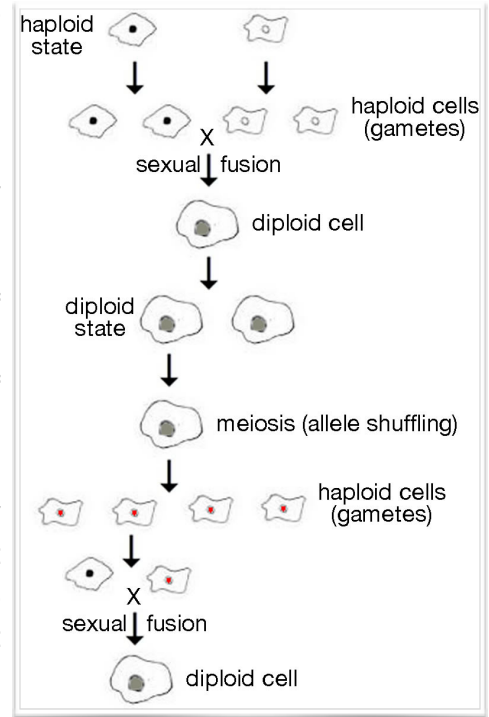 haploid
state
haploid cells
(gametes)
X
sexual fusion
diploid cell
diploid
state
meiosis (allele shuffling)
haploid cells
(gametes)
X
sexual fusion
diploid cell